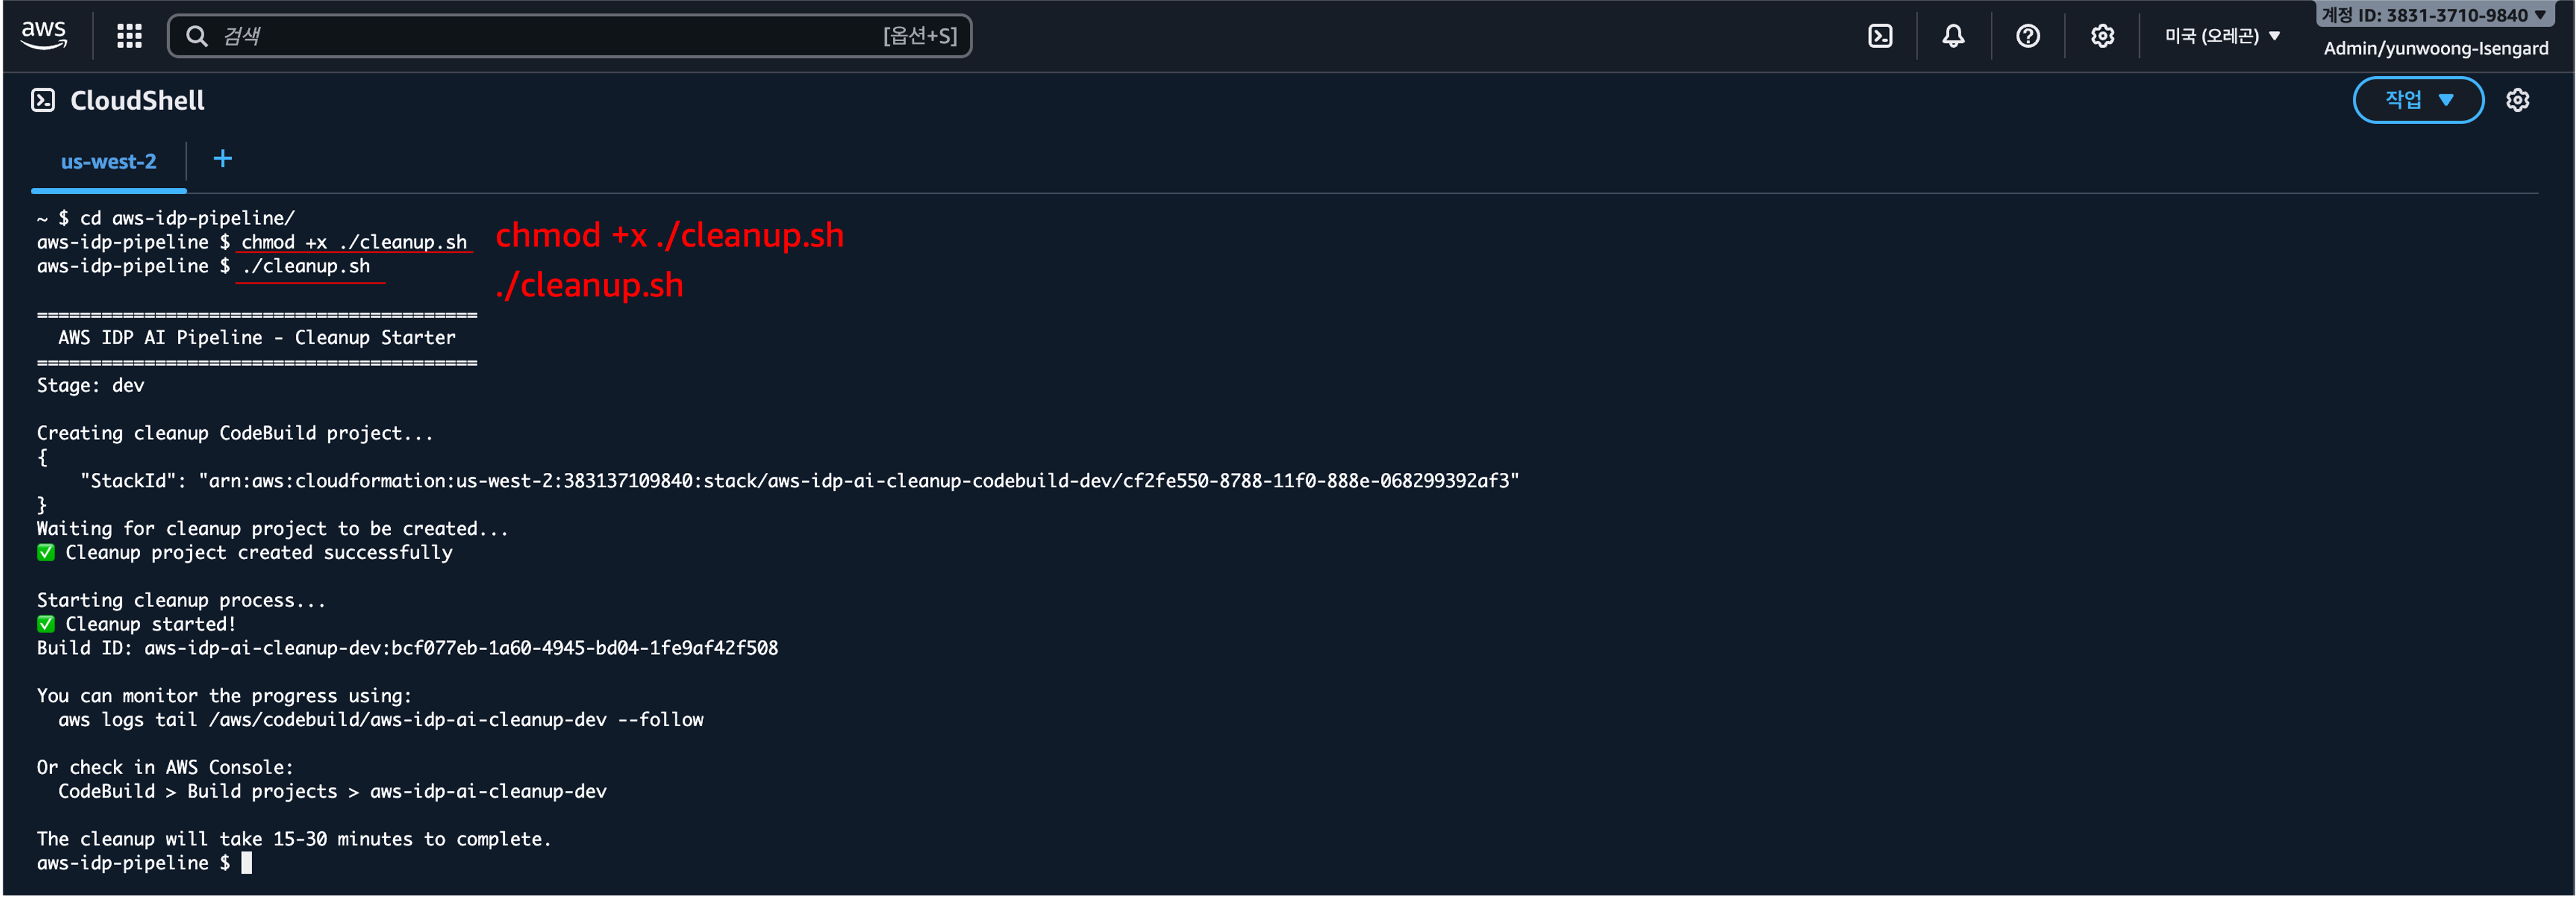 aws
검색
[옵션+S]
미국 (오레곤)
계정 ID: 3831-3710-9840
Admin/yunwoong-Isengard
CloudShell
작업
us-west-2
+
~ $ cd aws-idp-pipeline/
aws-idp-pipeline $ chmod +x ./cleanup.sh
chmod +x ./cleanup.sh
aws-idp-pipeline $ ./cleanup.sh
./cleanup.sh
=========================================
AWS IDP AI Pipeline - Cleanup Starter
=========================================
Stage: dev
Creating cleanup CodeBuild project...
{
"StackId": "arn:aws:cloudformation:us-west-2:383137109840:stack/aws-idp-ai-cleanup-codebuild-dev/cf2fe550-8788-11f0-888e-068299392af3"
}
Waiting for cleanup project to be created...
✅ Cleanup project created successfully
Starting cleanup process...
✅ Cleanup started!
Build ID: aws-idp-ai-cleanup-dev:bcf077eb-1a60-4945-bd04-1fe9af42f508
You can monitor the progress using:
aws logs tail /aws/codebuild/aws-idp-ai-cleanup-dev --follow
Or check in AWS Console:
CodeBuild > Build projects > aws-idp-ai-cleanup-dev
The cleanup will take 15-30 minutes to complete.
aws-idp-pipeline $